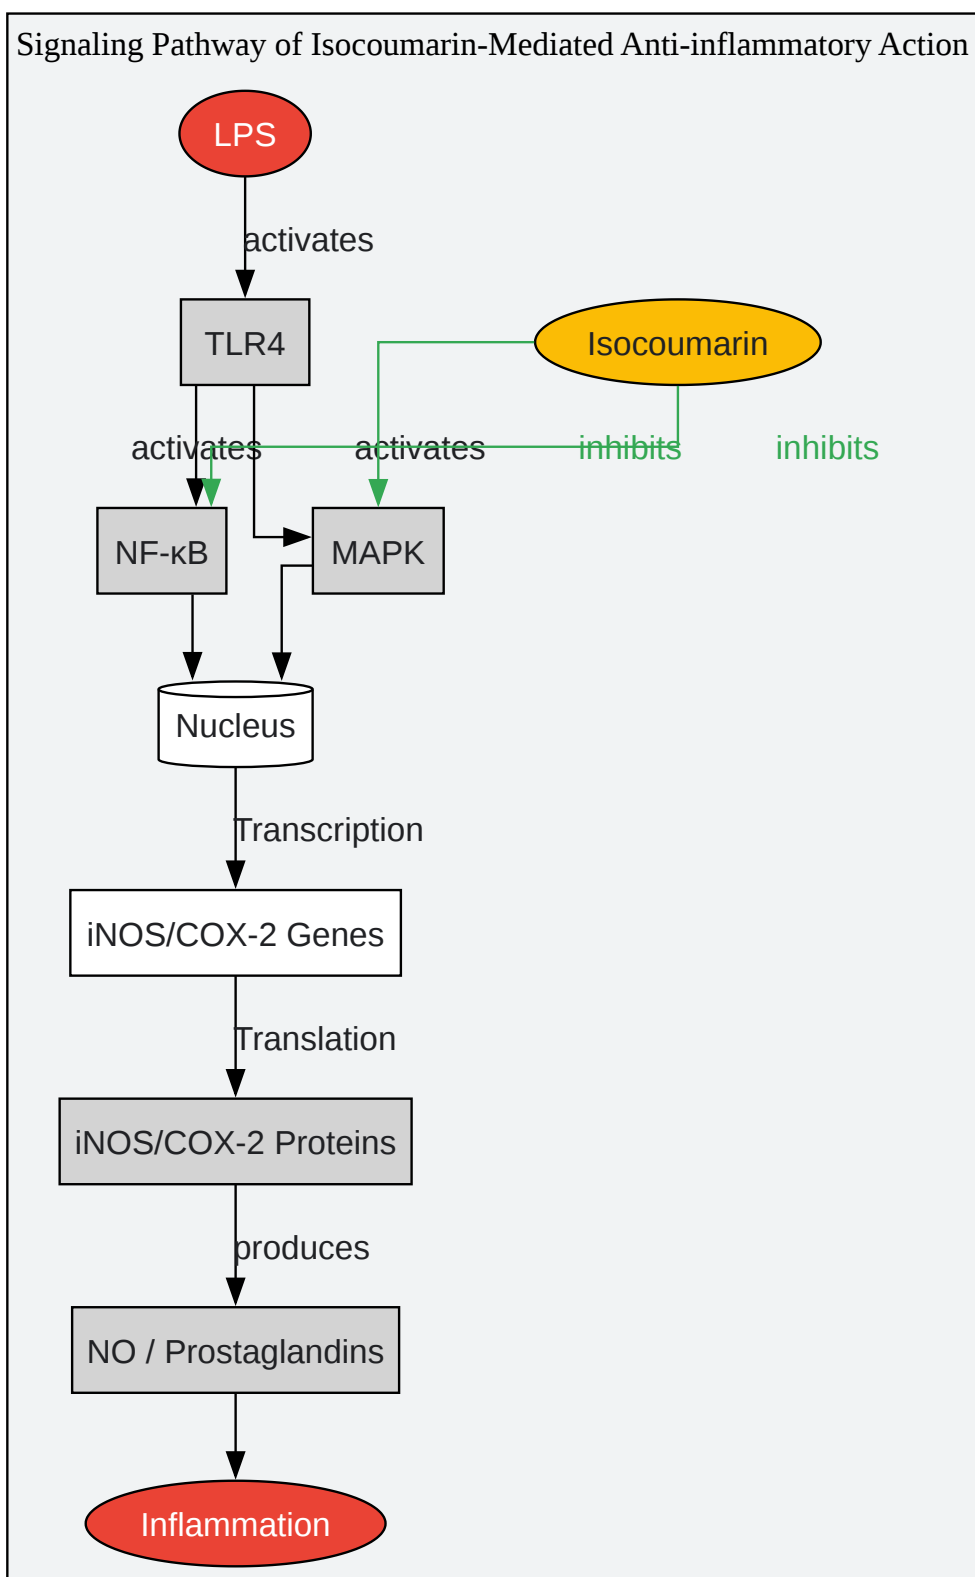 Signaling Pathway of Isocoumarin-Mediated Anti-inflammatory Action
LPS
activates
TLR4
Isocoumarin
activates
activates
inhibits
inhibits
NF-κB
MAPK
Nucleus
Transcription
iNOS/COX-2 Genes
Translation
iNOS/COX-2 Proteins
produces
NO / Prostaglandins
Inflammation